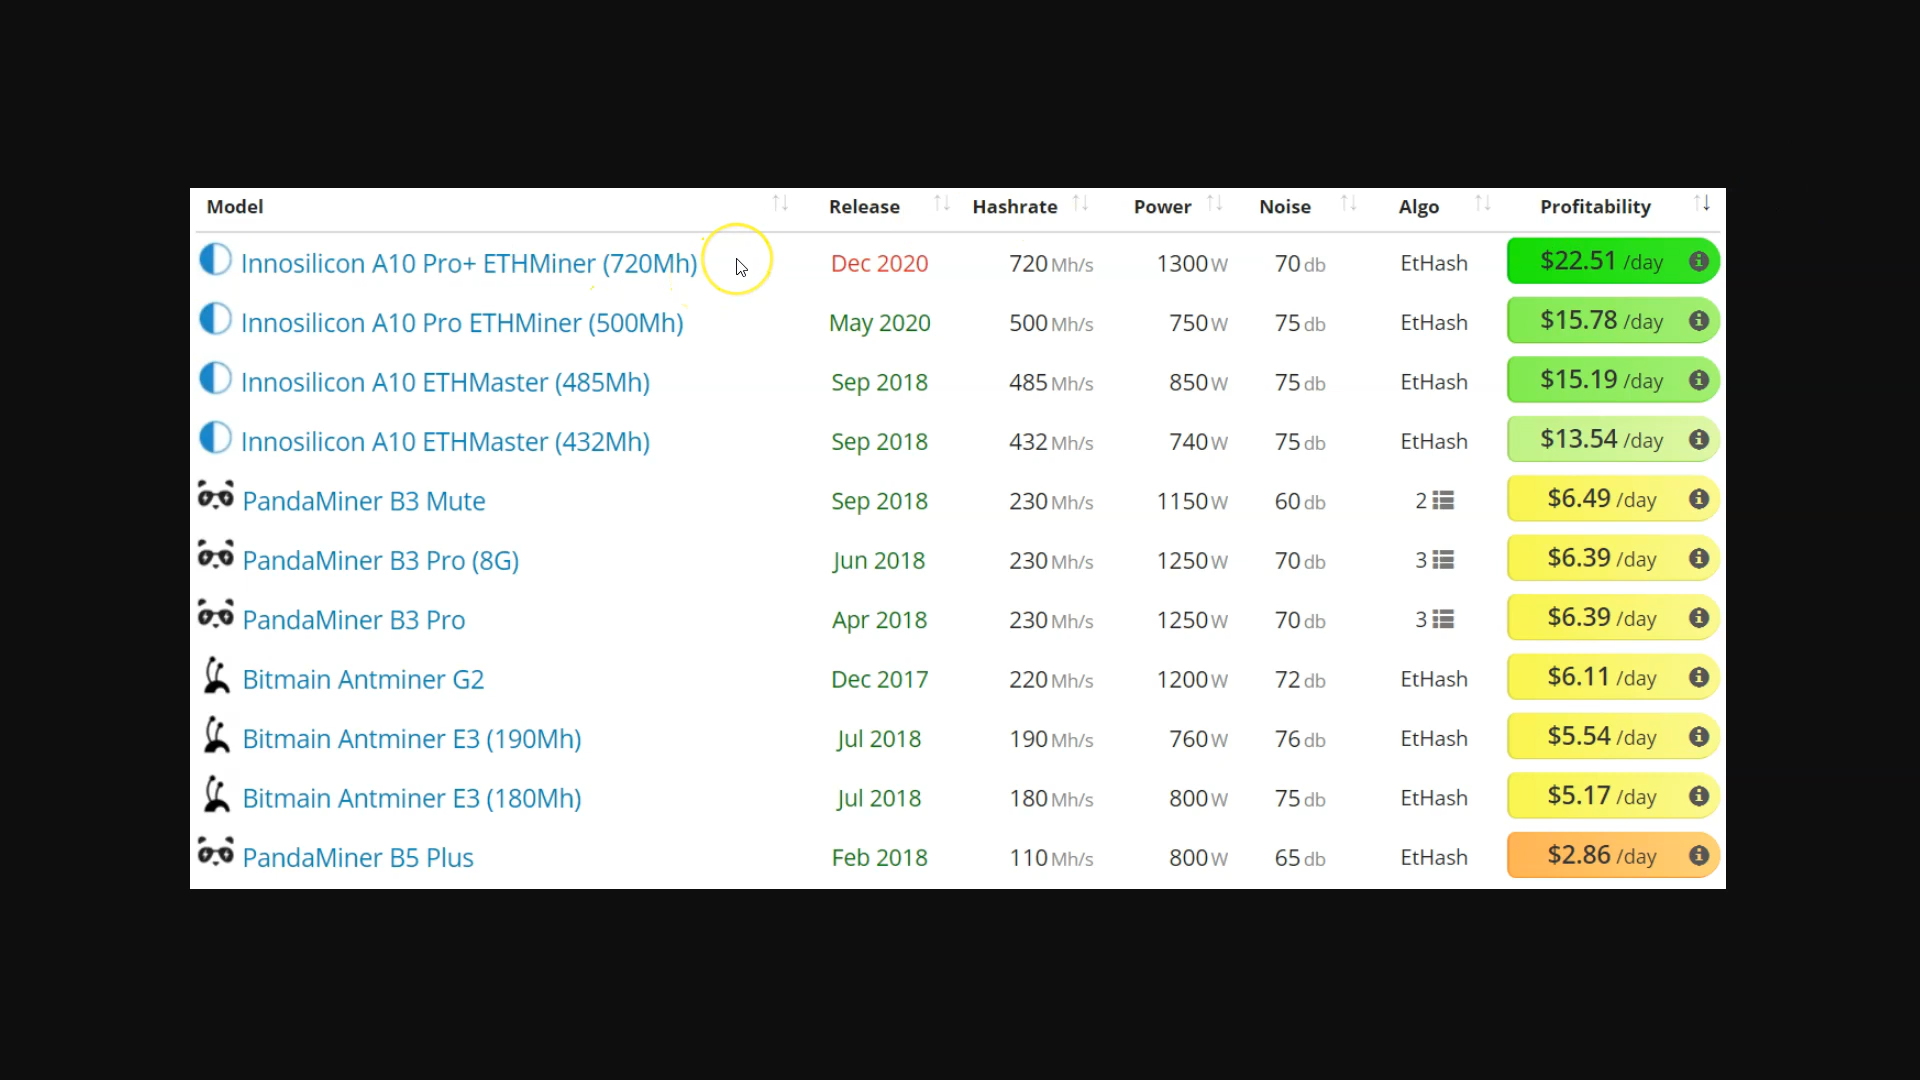 Model Release Hashrate Power Noise Algo Profitability
Innosilicon A10 Pro+ ETHMiner (720Mh) Dec 2020 720 Mh/s 1300 W 70 db EtHash $22.51 /day
Innosilicon A10 Pro ETHMiner (500Mh) May 2020 500 Mh/s 750 W 75 db EtHash $15.78 /day
Innosilicon A10 ETHMaster (485Mh) Sep 2018 485 Mh/s 850 W 75 db EtHash $15.19 /day
Innosilicon A10 ETHMaster (432Mh) Sep 2018 432 Mh/s 740 W 75 db EtHash $13.54 /day
PandaMiner B3 Mute Sep 2018 230 Mh/s 1150 W 60 db 2 $6.49 /day
PandaMiner B3 Pro (8G) Jun 2018 230 Mh/s 1250 W 70 db 3 $6.39 /day
PandaMiner B3 Pro Apr 2018 230 Mh/s 1250 W 70 db 3 $6.39 /day
Bitmain Antminer G2 Dec 2017 220 Mh/s 1200 W 72 db EtHash $6.11 /day
Bitmain Antminer E3 (190Mh) Jul 2018 190 Mh/s 760 W 76 db EtHash $5.54 /day
Bitmain Antminer E3 (180Mh) Jul 2018 180 Mh/s 800 W 75 db EtHash $5.17 /day
PandaMiner B5 Plus Feb 2018 110 Mh/s 800 W 65 db EtHash $2.86 /day